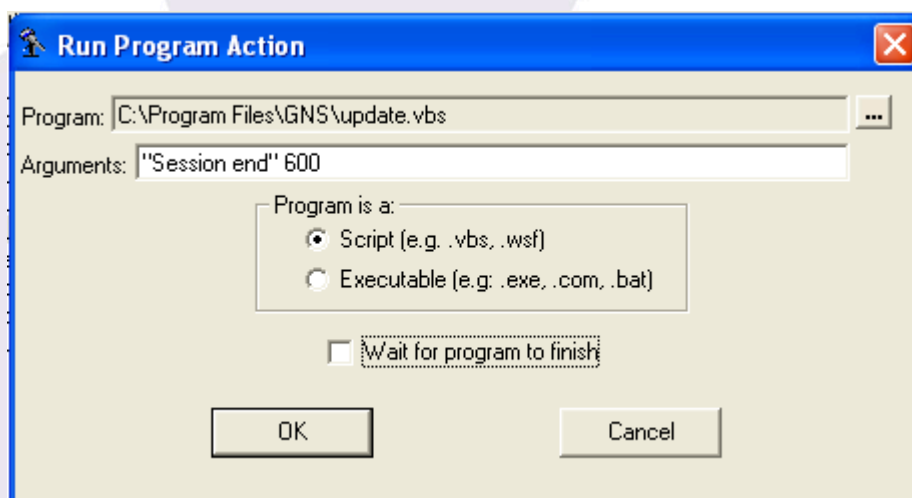 Run Program Action
Program: C:\Program Files\GNS\update.vbs ...
Arguments: "Session end" 600
Program is a:
Script (e.g. .vbs, .wsf)
Executable (e.g: .exe, .com, .bat)
Wait for program to finish
OK Cancel